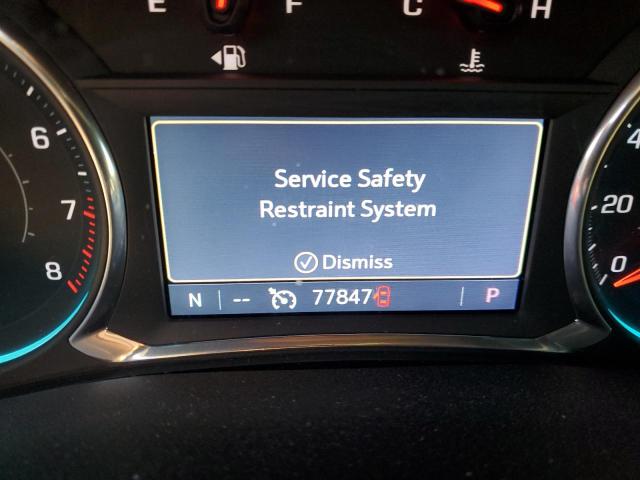 E F C H
6
7
8
Service Safety
Restraint System
Dismiss
N -- 77847 P
4
20
0